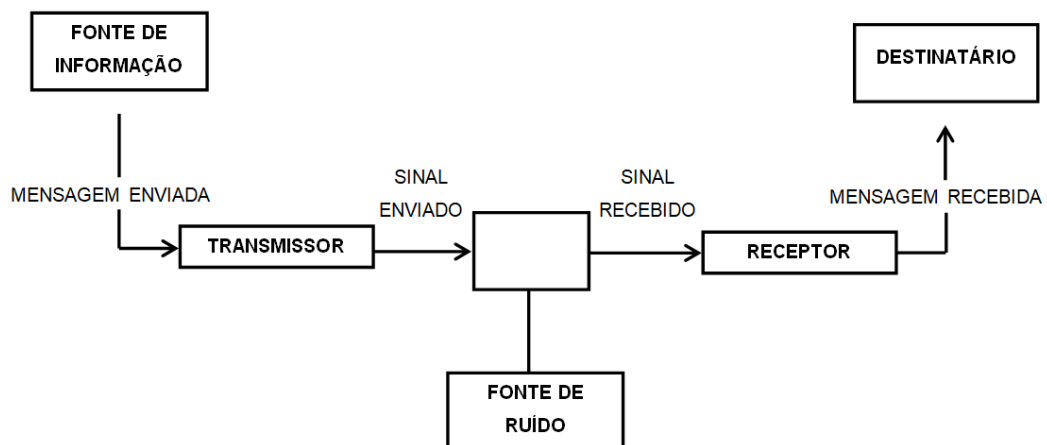 FONTE DE
INFORMAÇÃO
DESTINATÁRIO
MENSAGEM ENVIADA
SINAL
ENVIADO
SINAL
RECEBIDO
MENSAGEM RECEBIDA
TRANSMISSOR
RECEPTOR
FONTE DE
RUÍDO